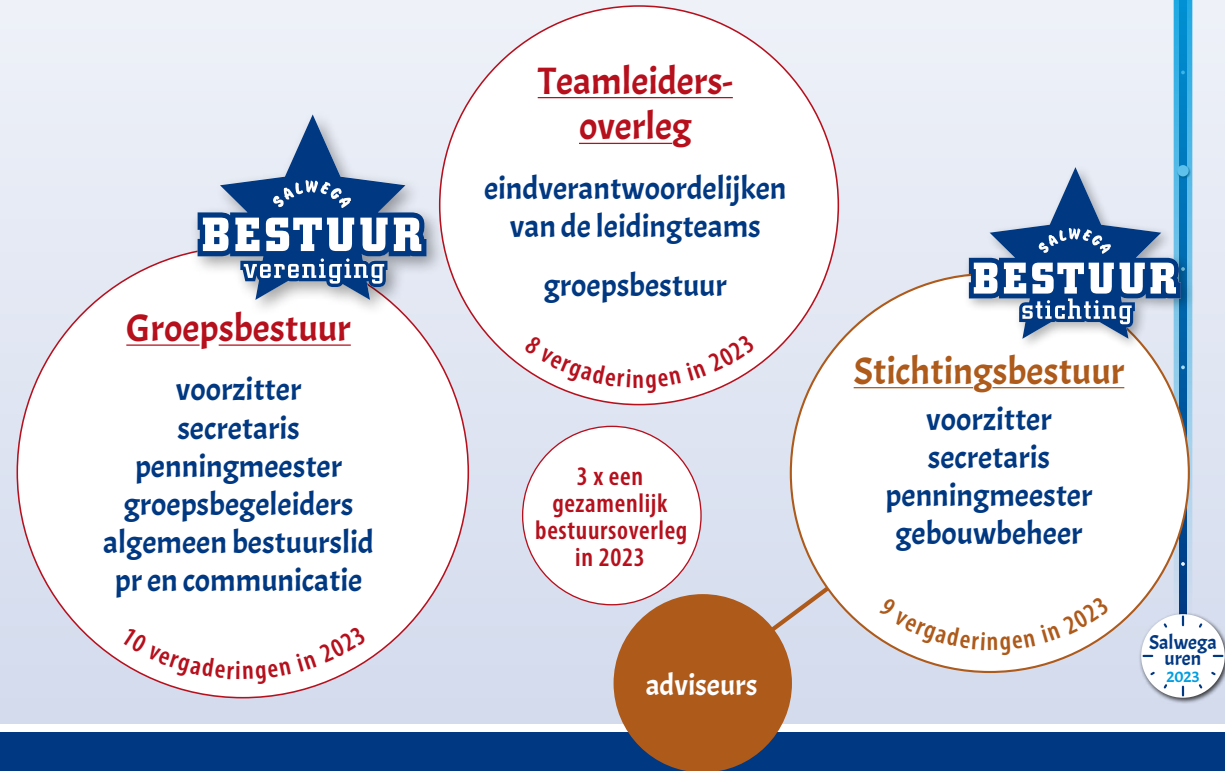 Teamleiders-
overleg
eindverantwoordelijken
van de leidingteams
groepsbestuur
8 vergaderingen in 2023
SALWEGA
BESTUUR
vereniging
Groepsbestuur
voorzitter
secretaris
penningmeester
groepsbegeleiders
algemeen bestuurslid
pr en communicatie
10 vergaderingen in 2023
3 x een
gezamenlijk
bestuursoverleg
in 2023
SALWEGA
BESTUUR
stichting
Stichtingsbestuur
voorzitter
secretaris
penningmeester
gebouwbeheer
9 vergaderingen in 2023
adviseurs
Salwega
uren
2023